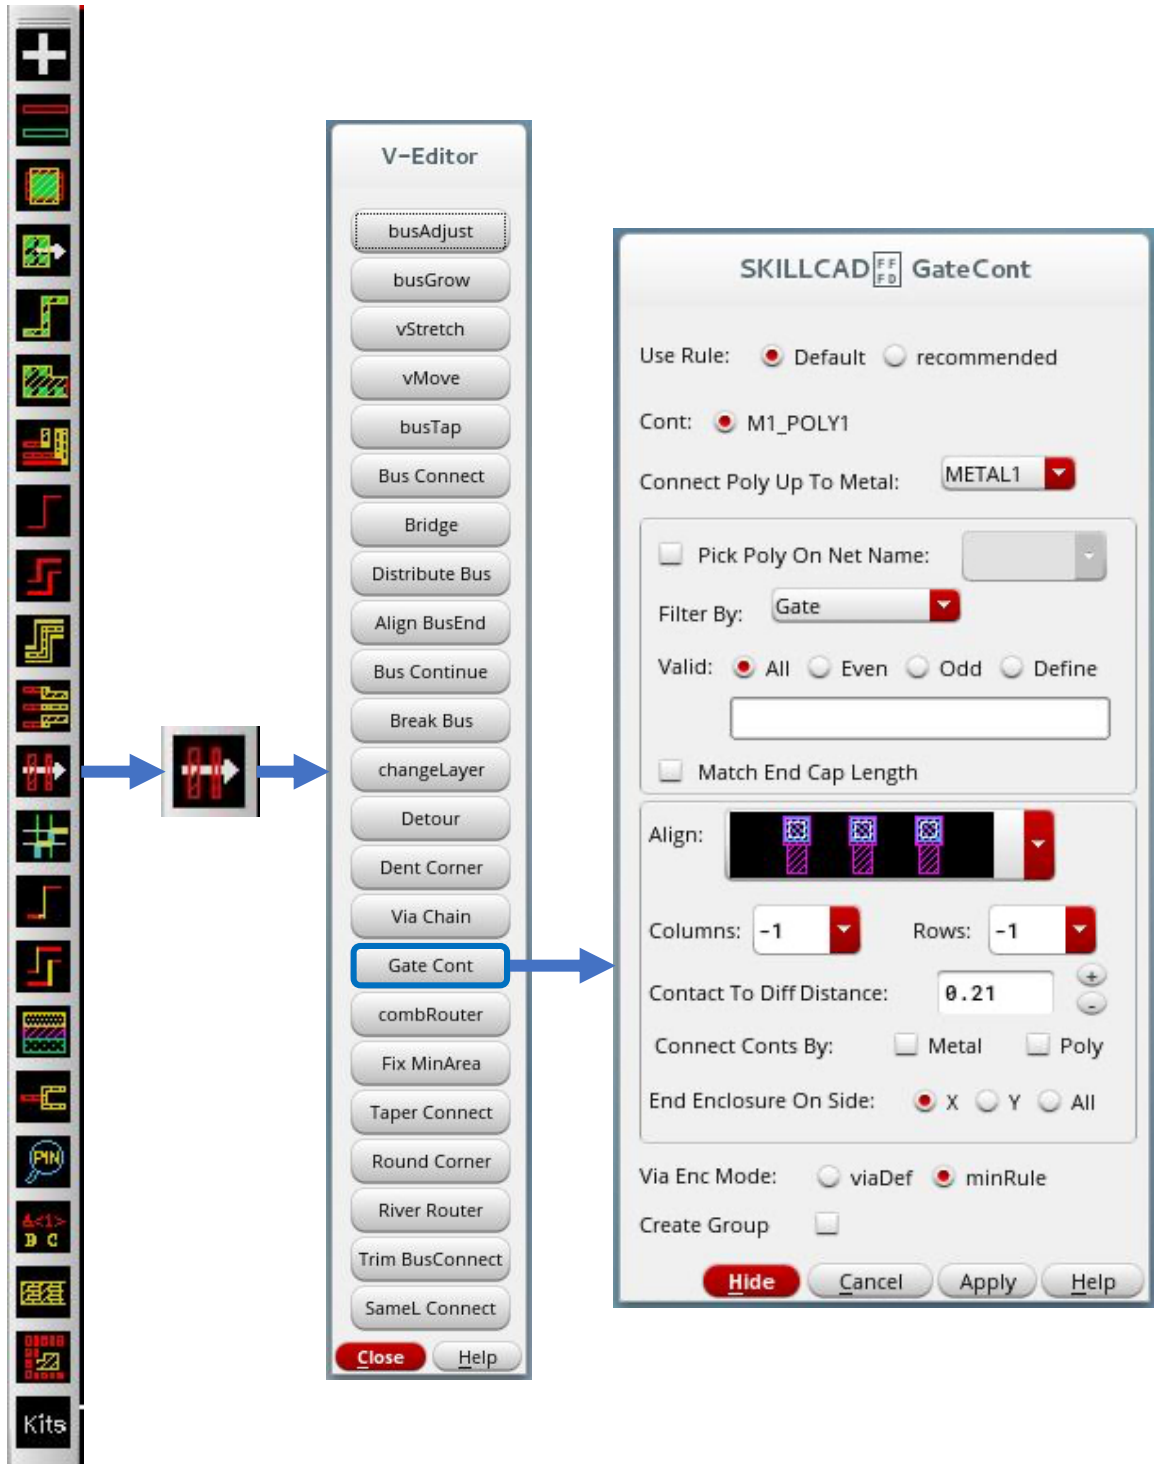 PIN
A<1>
B C
Kits
V-Editor
busAdjust
busGrow
vStretch
vMove
busTap
Bus Connect
Bridge
Distribute Bus
Align BusEnd
Bus Continue
Break Bus
changeLayer
Detour
Dent Corner
Via Chain
Gate Cont
combRouter
Fix MinArea
Taper Connect
Round Corner
River Router
Trim BusConnect
SameL Connect
Close Help
SKILLCAD FFFD GateCont
Use Rule: Default recommended
Cont: M1_POLY1
Connect Poly Up To Metal: METAL1
Pick Poly On Net Name:
Filter By: Gate
Valid: All Even Odd Define
Match End Cap Length
Align:
Columns: -1 Rows: -1
Contact To Diff Distance: 0.21
Connect Conts By: Metal Poly
End Enclosure On Side: X Y All
Via Enc Mode: viaDef minRule
Create Group
Hide Cancel Apply Help